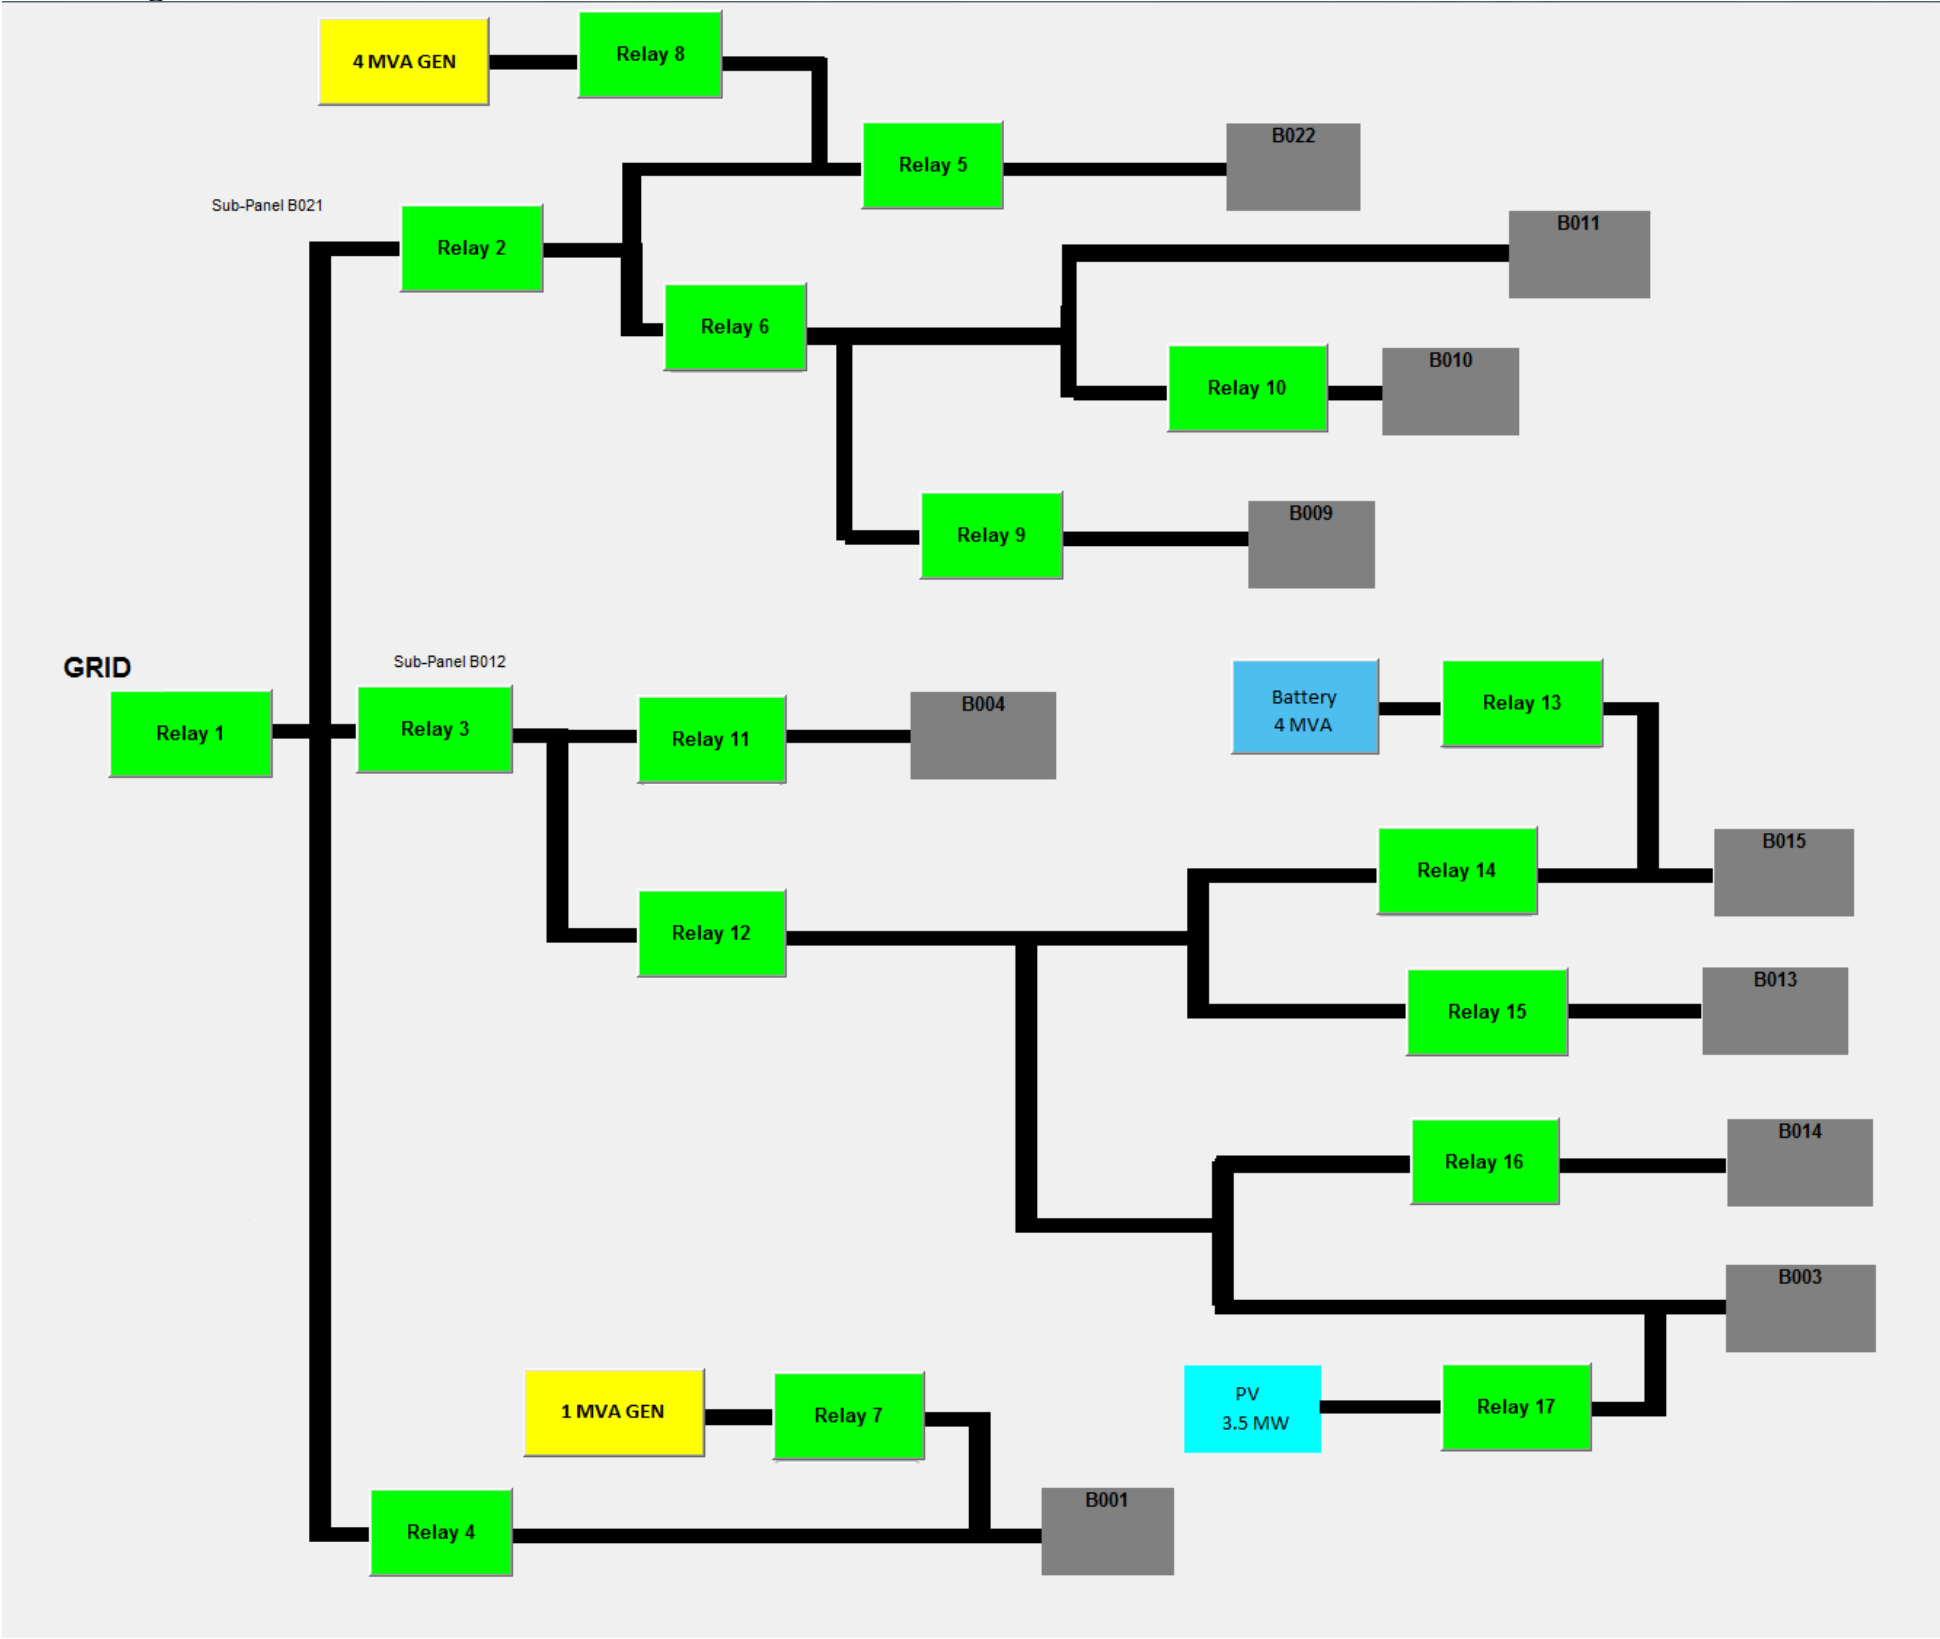 4 MVA GEN
Relay 8
Relay 5
B022
Sub-Panel B021
Relay 2
B011
Relay 6
Relay 10
B010
Relay 9
B009
GRID
Sub-Panel B012
Relay 1
Relay 3
Relay 11
B004
Battery
4 MVA
Relay 13
Relay 14
B015
Relay 12
Relay 15
B013
Relay 16
B014
B003
PV
3.5 MW
Relay 17
1 MVA GEN
Relay 7
Relay 4
B001